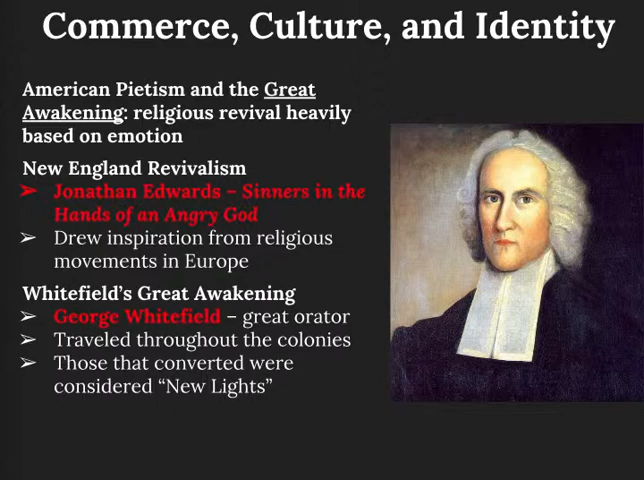 Commerce, Culture, and Identity
American Pietism and the Great
Awakening: religious revival heavily
based on emotion
New England Revivalism
➢ Jonathan Edwards – Sinners in the
Hands of an Angry God
➢ Drew inspiration from religious
movements in Europe
Whitefield's Great Awakening
➢ George Whitefield – great orator
➢ Traveled throughout the colonies
➢ Those that converted were
considered “New Lights”